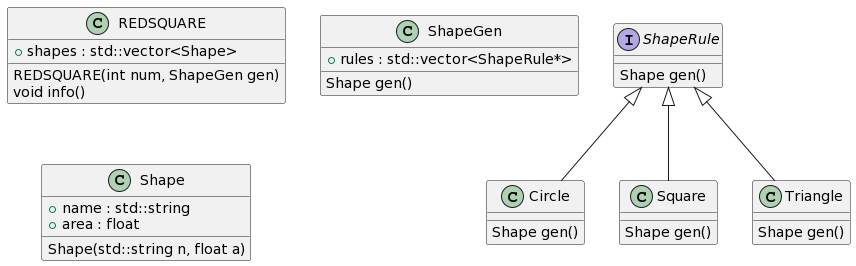 C REDSQUARE
shapes : std::vector<Shape>
REDSQUARE(int num, ShapeGen gen)
void info()
C ShapeGen
rules : std::vector<ShapeRule*>
Shape gen()
I ShapeRule
Shape gen()
C Shape
name : std::string
area : float
Shape(std::string n, float a)
C Circle
Shape gen()
C Square
Shape gen()
C Triangle
Shape gen()